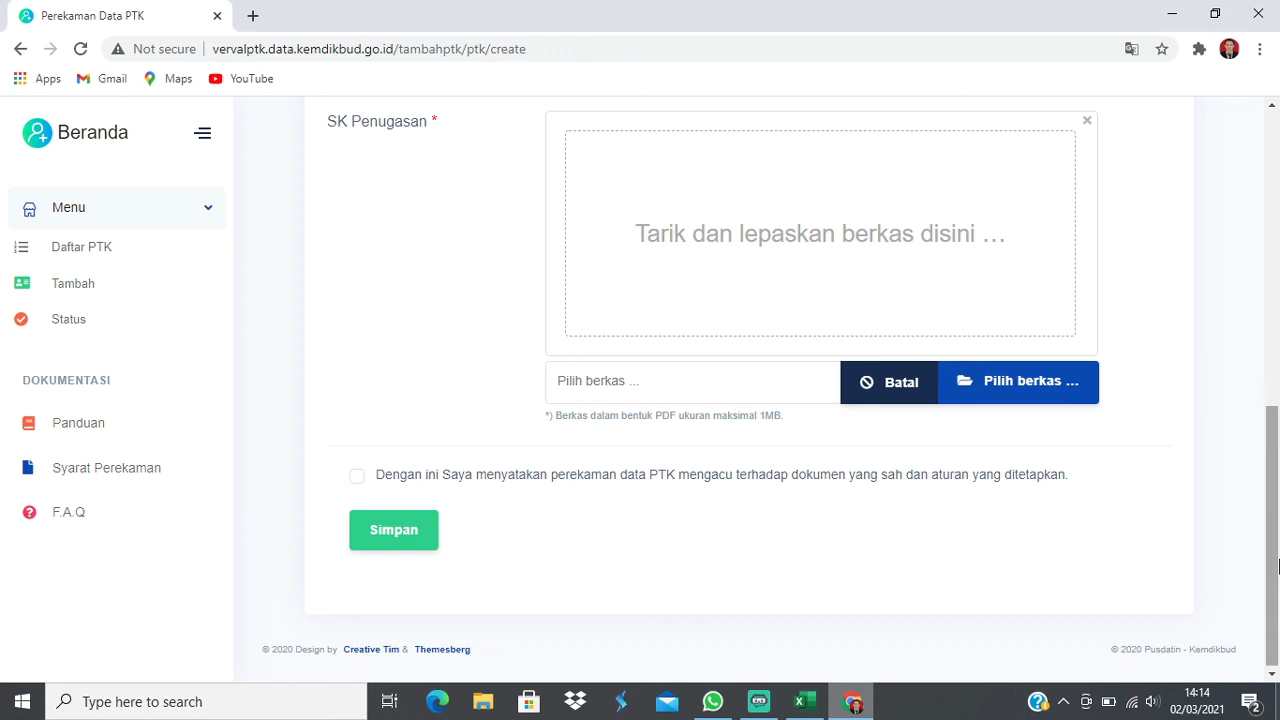 Perekaman Data PTK
Not secure
vervalptk.data.kemdikbud.go.id/tambahptk/ptk/create
Apps
Gmail
Maps
YouTube
Beranda
Menu
Daftar PTK
Tambah
Status
DOKUMENTASI
Panduan
Syarat Perekaman
F.A.Q
SK Penugasan *
Tarik dan lepaskan berkas disini …
Pilih berkas ...
Batal
Pilih berkas …
*) Berkas dalam bentuk PDF ukuran maksimal 1MB.
Dengan ini Saya menyatakan perekaman data PTK mengacu terhadap dokumen yang sah dan aturan yang ditetapkan.
Simpan
© 2020 Design by Creative Tim & Themesberg
© 2020 Pusdatin - Kemdikbud
Type here to search
14:14
02/03/2021
2